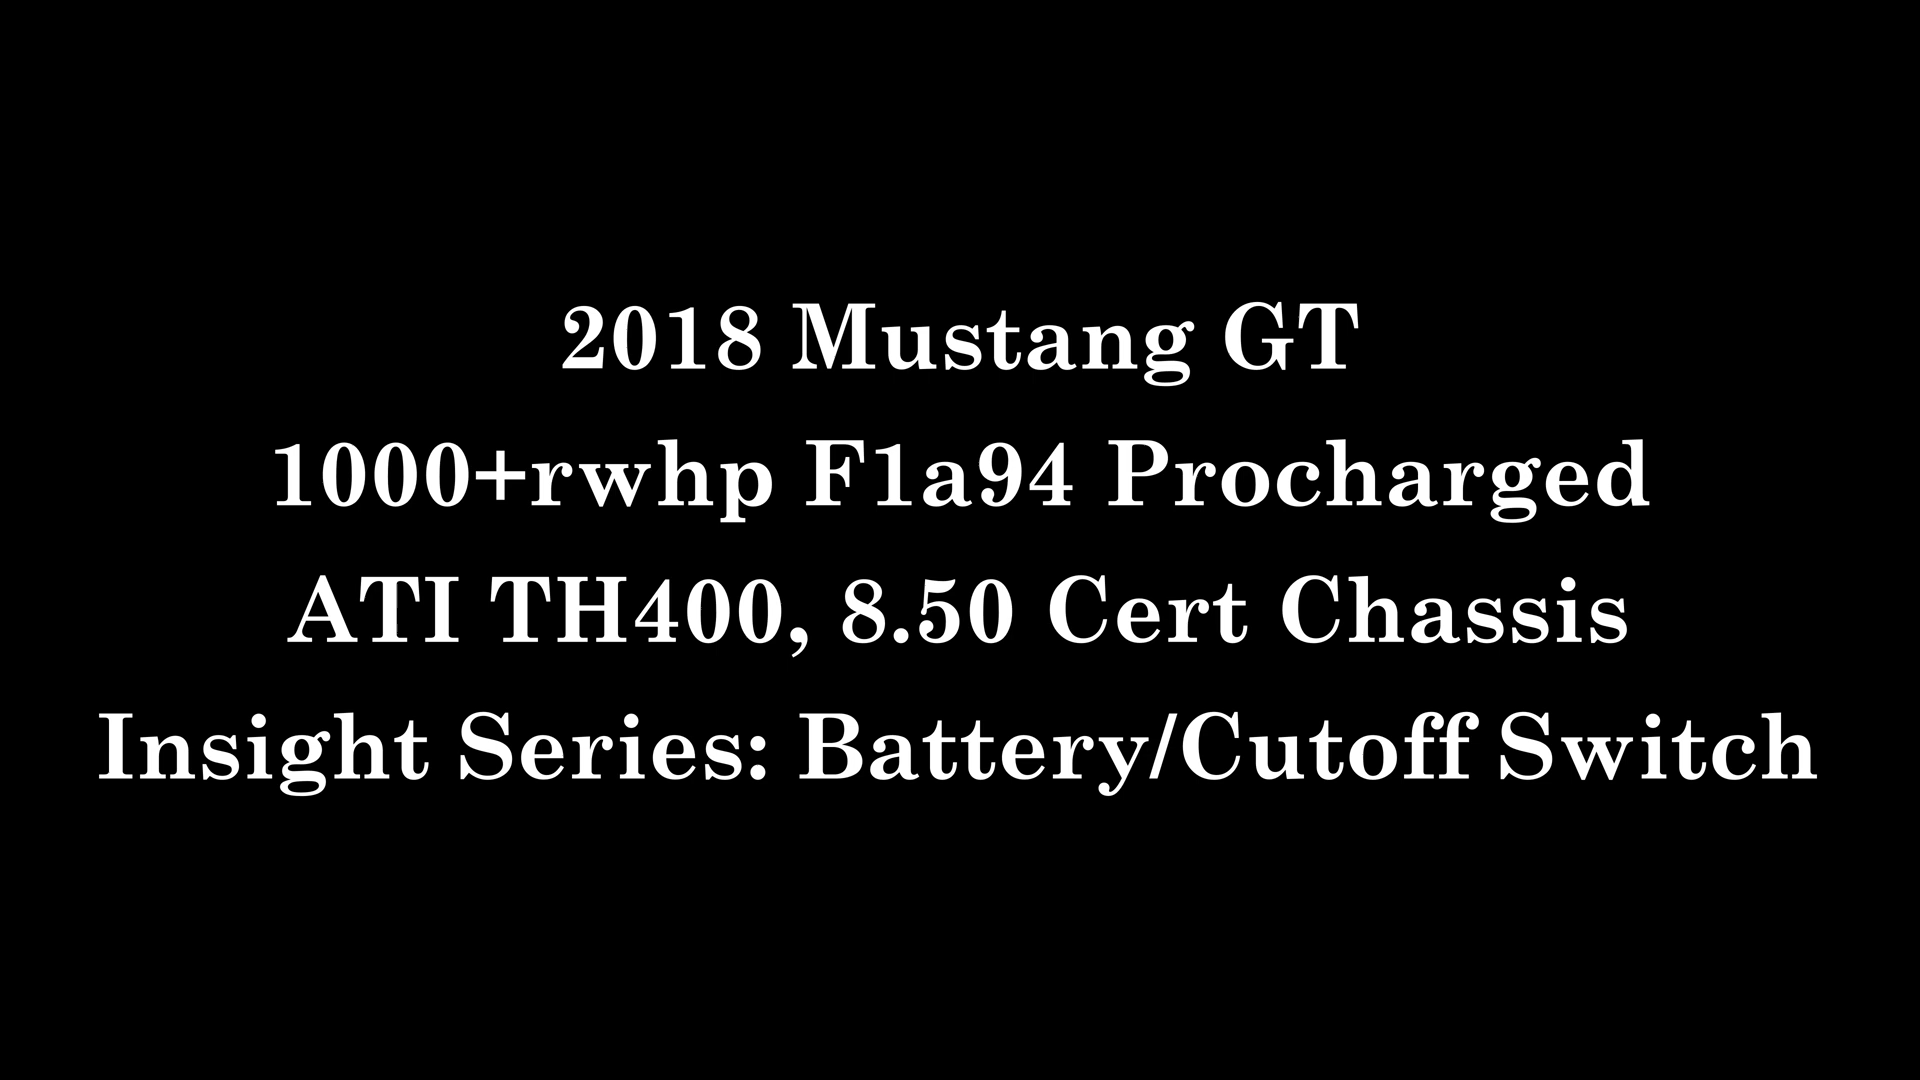 2018 Mustang GT
1000+rwhp F1a94 Procharged
ATI TH400, 8.50 Cert Chassis
Insight Series: Battery/Cutoff Switch